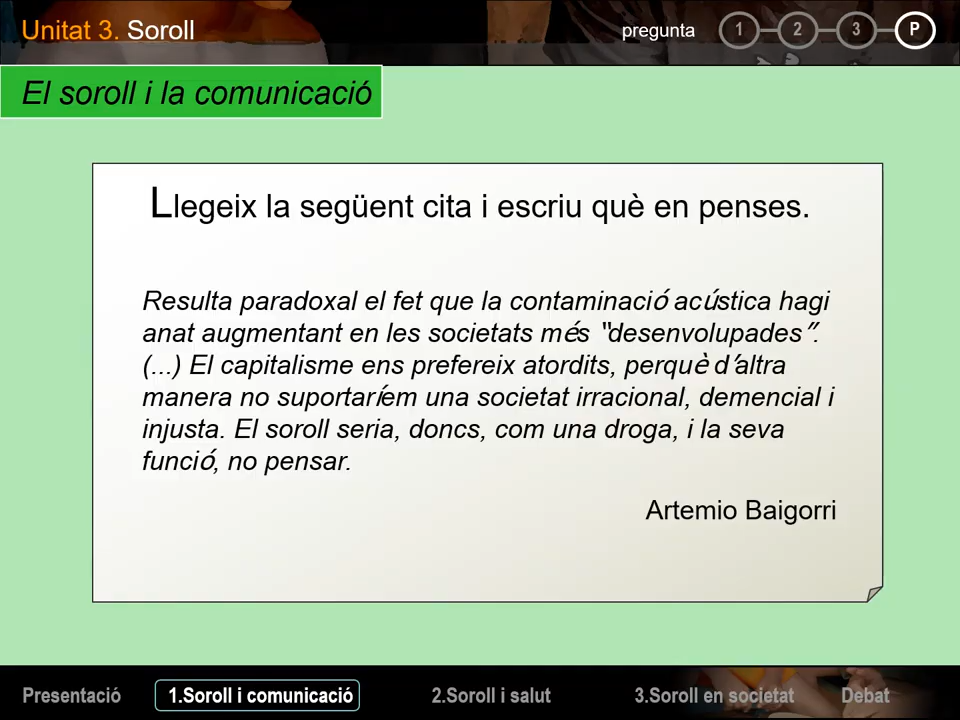 Unitat 3. Soroll
pregunta
1 2 3 P
El soroll i la comunicació
Llegeix la següent cita i escriu què en penses.
Resulta paradoxal el fet que la contaminació acústica hagi
anat augmentant en les societats més "desenvolupades".
(...) El capitalisme ens prefereix atordits, perquè d'altra
manera no suportaríem una societat irracional, demencial i
injusta. El soroll seria, doncs, com una droga, i la seva
funció, no pensar.
Artemio Baigorri
Presentació 1.Soroll i comunicació 2.Soroll i salut 3.Soroll en societat Debat